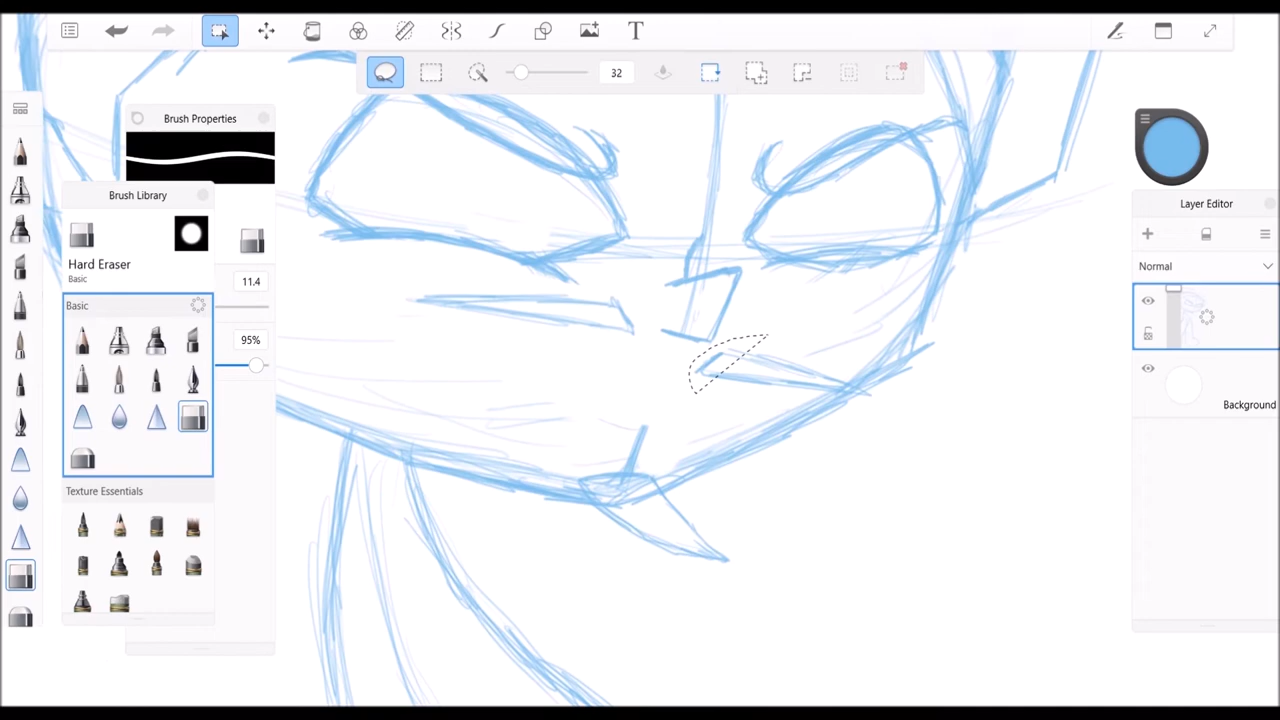 T
32
Brush Properties
Brush Library
Hard Eraser
Basic
11.4
Basic
95%
Texture Essentials
Layer Editor
Normal
Background